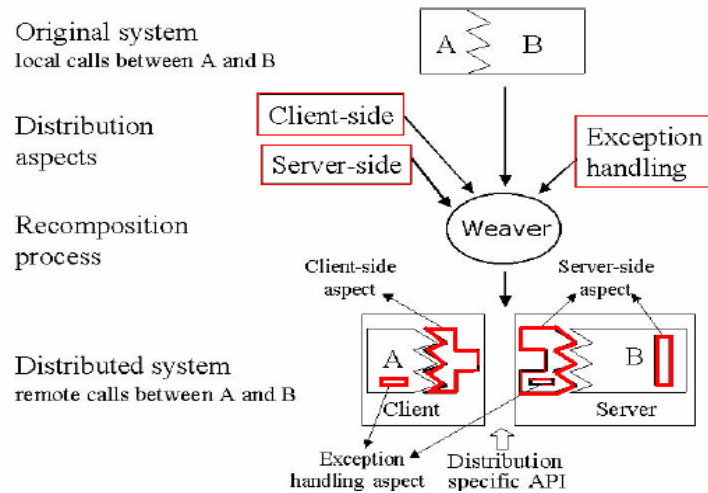 Original system
local calls between A and B
A
B
Client-side
Distribution
aspects
Server-side
Exception
handling
Recomposition
process
Weaver
Client-side
aspect
Server-side
aspect
Distributed system
remote calls between A and B
A
Client
B
Server
Exception
handling aspect
Distribution
specific API